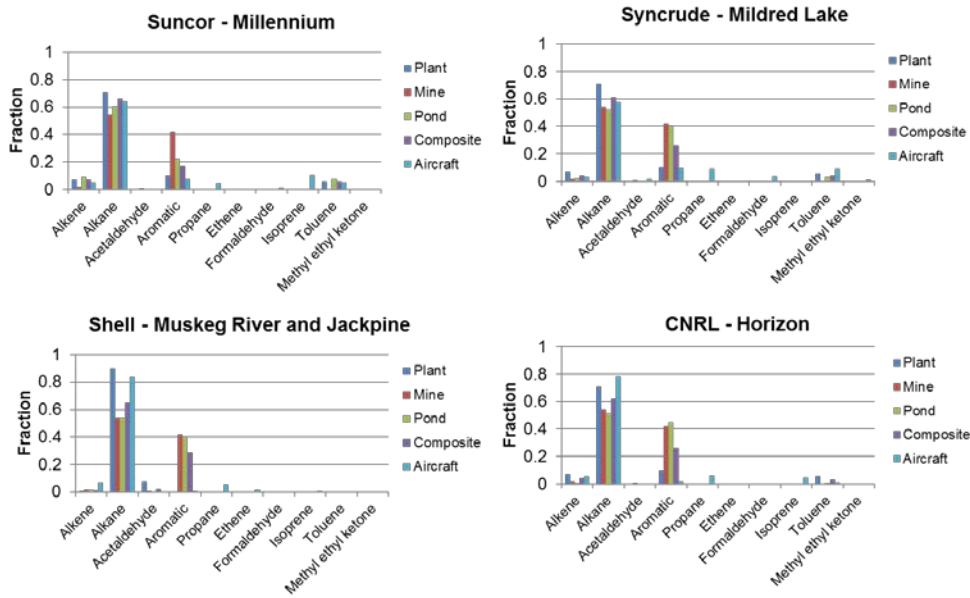 Suncor - Millennium
Fraction
1
0.8
0.6
0.4
0.2
0
Alkene
Alkane
Acetaldehyde
Aromatic
Propane
Ethene
Formaldehyde
Isoprene
Toluene
Methyl ethyl ketone
Plant
Mine
Pond
Composite
Aircraft
Syncrude - Mildred Lake
Fraction
1
0.8
0.6
0.4
0.2
0
Alkene
Alkane
Acetaldehyde
Aromatic
Propane
Ethene
Formaldehyde
Isoprene
Toluene
Methyl ethyl ketone
Plant
Mine
Pond
Composite
Aircraft
Shell - Muskeg River and Jackpine
Fraction
1
0.8
0.6
0.4
0.2
0
Alkene
Alkane
Acetaldehyde
Aromatic
Propane
Ethene
Formaldehyde
Isoprene
Toluene
Methyl ethyl ketone
Plant
Mine
Pond
Composite
Aircraft
CNRL - Horizon
Fraction
1
0.8
0.6
0.4
0.2
0
Alkene
Alkane
Acetaldehyde
Aromatic
Propane
Ethene
Formaldehyde
Isoprene
Toluene
Methyl ethyl ketone
Plant
Mine
Pond
Composite
Aircraft